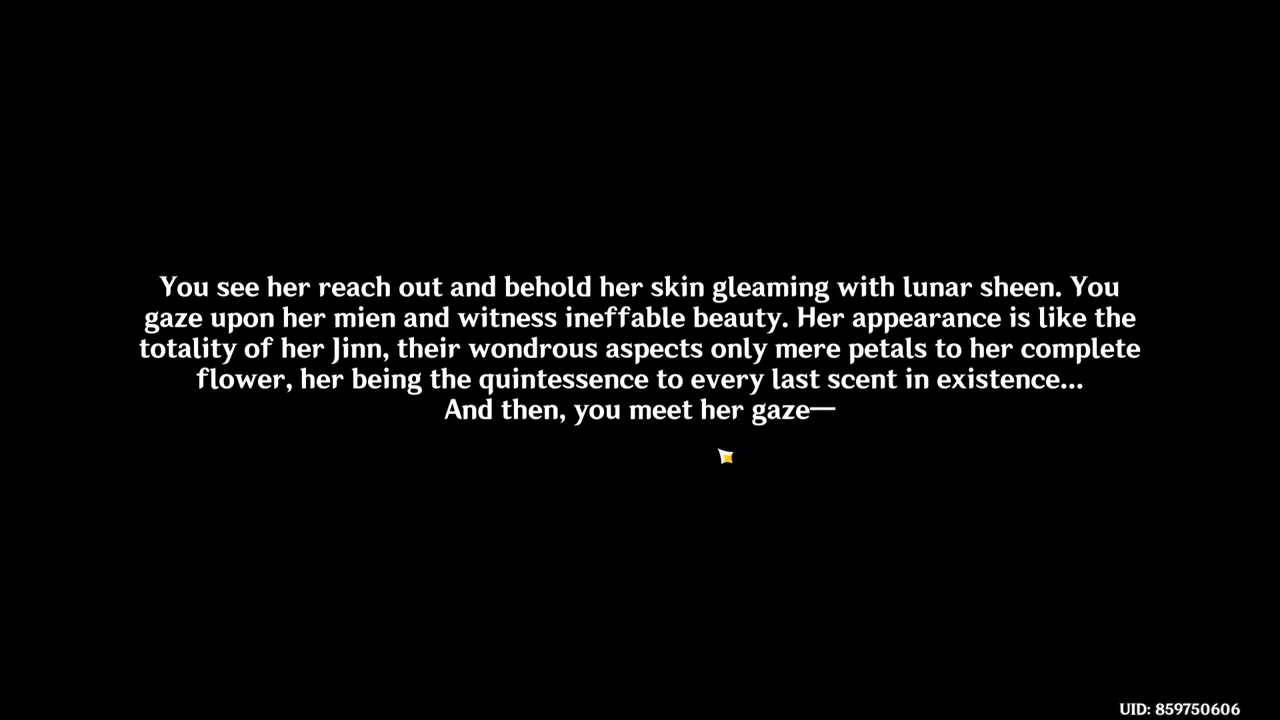 You see her reach out and behold her skin gleaming with lunar sheen. You
gaze upon her mien and witness ineffable beauty. Her appearance is like the
totality of her Jinn, their wondrous aspects only mere petals to her complete
flower, her being the quintessence to every last scent in existence...
And then, you meet her gaze—
UID: 859750606